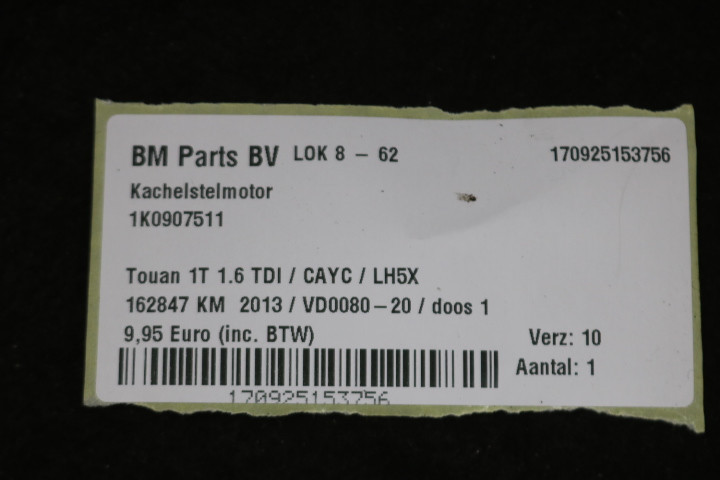 BM Parts BV LOK 8 - 62 170925153756
Kachelstelmotor
1K0907511
Touan 1T 1.6 TDI / CAYC / LH5X
162847 KM 2013 / VD0080-20 / doos 1
9,95 Euro (inc. BTW) Verz: 10
Aantal: 1
170925153756